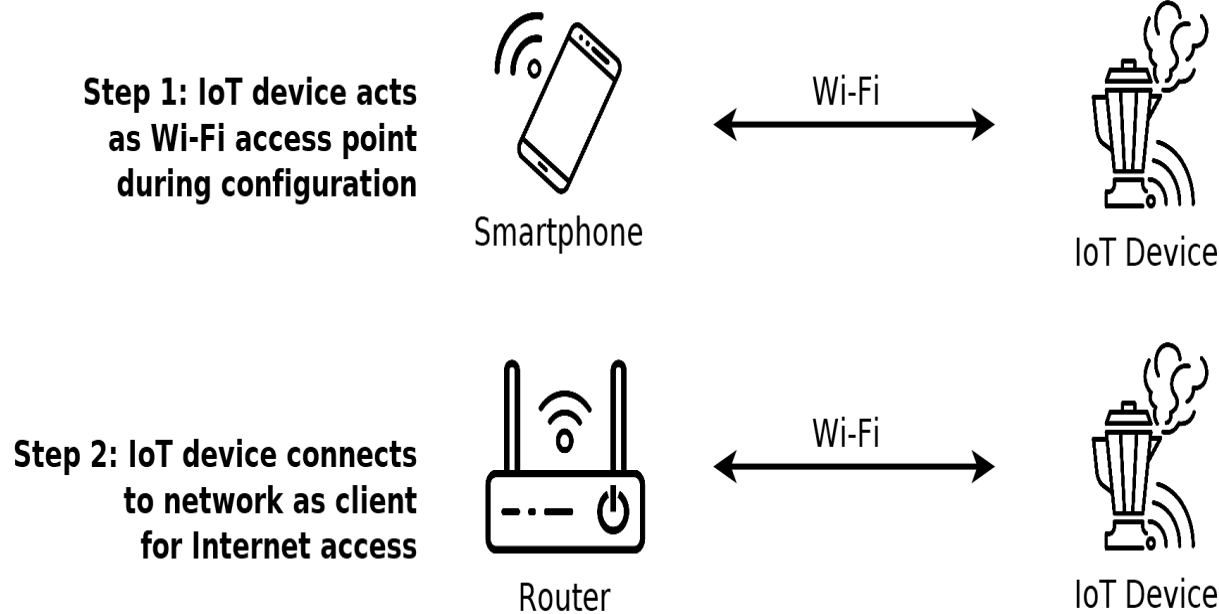 Step 1: IoT device acts
as Wi-Fi access point
during configuration
Smartphone
Wi-Fi
IoT Device
Step 2: IoT device connects
to network as client
for Internet access
Router
Wi-Fi
IoT Device